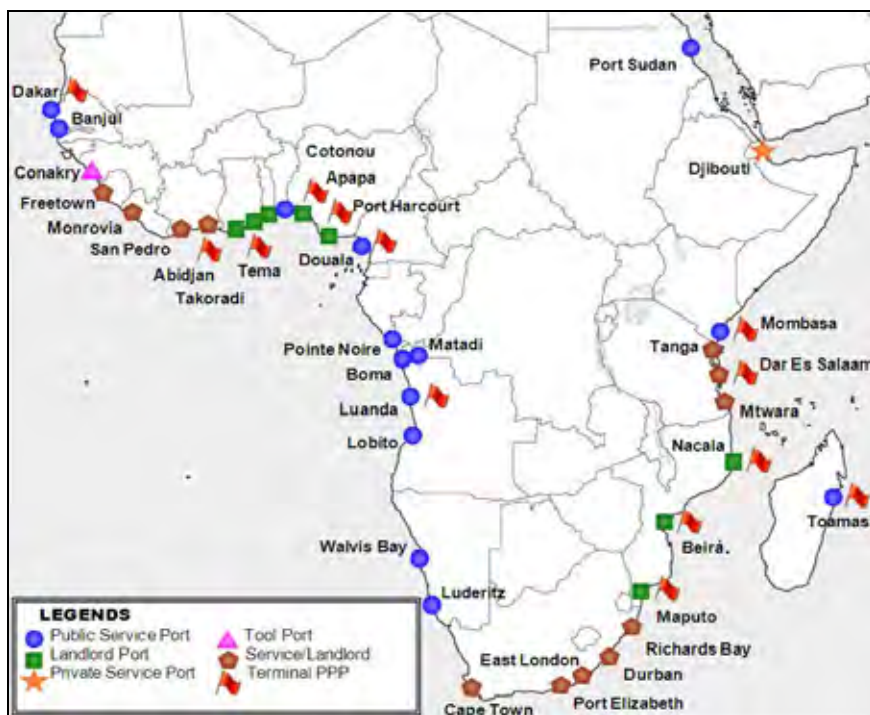 Port Sudan
Dakar
Banjul
Djibouti
Conakry
Cotonou
Apapa
Freetown
Port Harcourt
Monrovia
San Pedro
Douala
Abidjan
Tema
Takoradi
Mombasa
Pointe Noire
Matadi
Tanga
Boma
Dar Es Salaam
Luanda
Mtwara
Lobito
Nacala
Toamas
Walvis Bay
Beira.
Luderitz
Maputo
LEGENDS
Public Service Port
Tool Port
Landlord Port
Service/Landlord
Private Service Port
Terminal PPP
Richards Bay
East London
Durban
Port Elizabeth
Cape Town